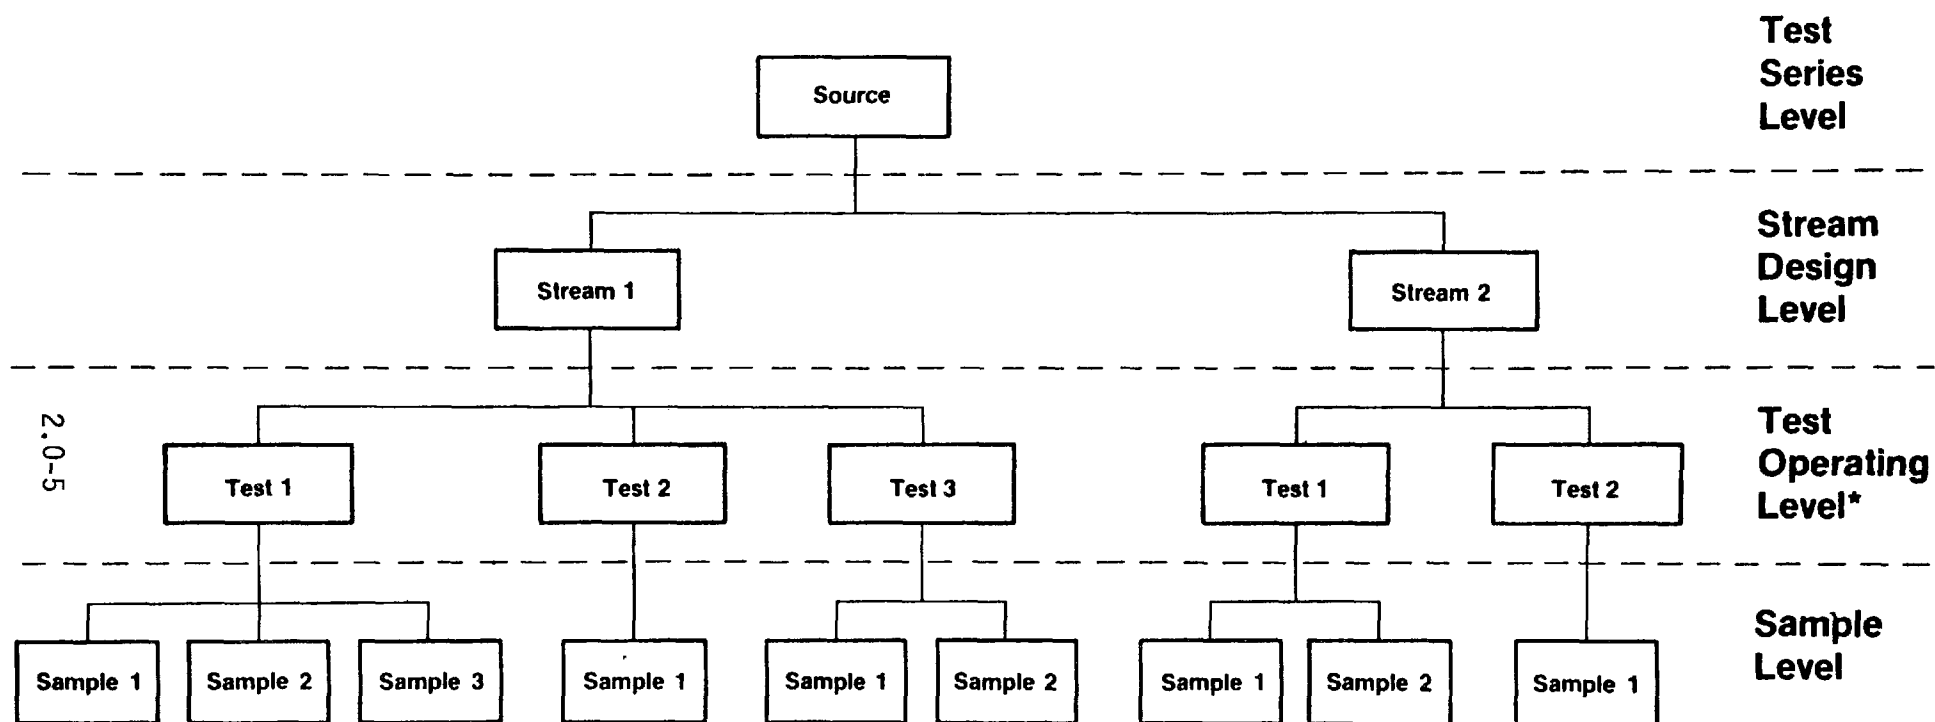 Test
Series
Level
Source
Stream
Design
Level
Stream 1
Stream 2
2.0-5
Test
Operating
Level*
Test 1
Test 2
Test 3
Test 1
Test 2
Sample
Level
Sample 1
Sample 2
Sample 3
Sample 1
Sample 1
Sample 2
Sample 1
Sample 2
Sample 1